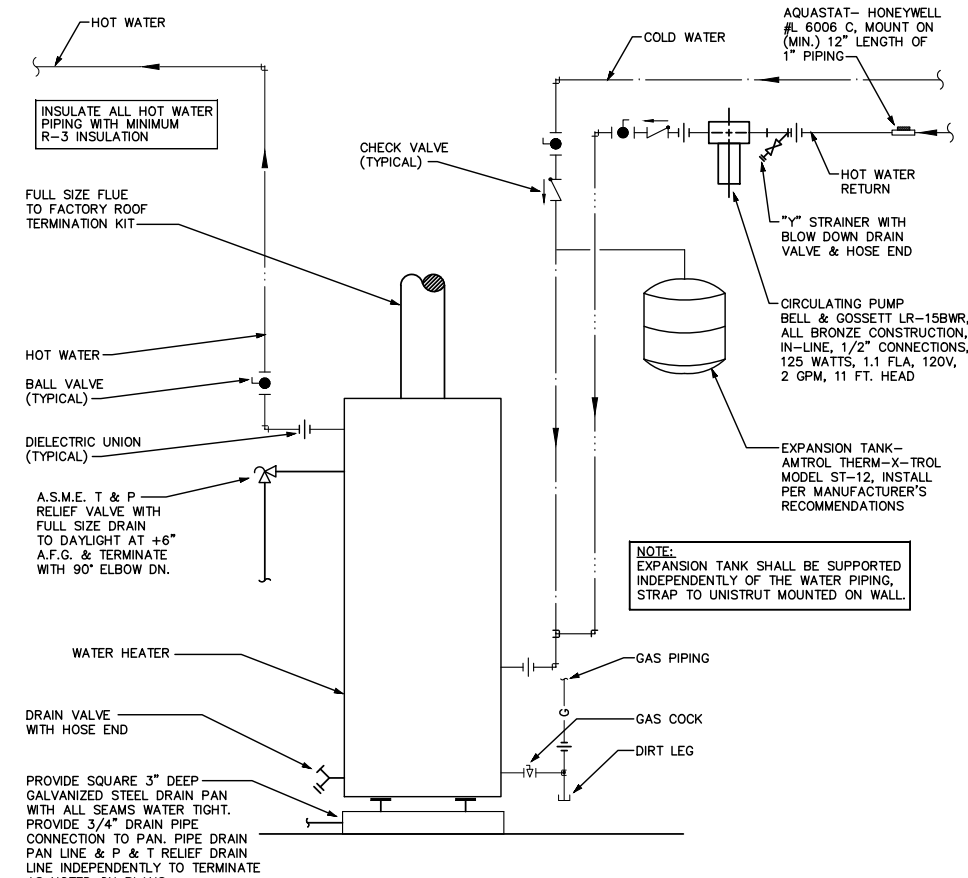 HOT WATER
INSULATE ALL HOT WATER
PIPING WITH MINIMUM
R-3 INSULATION
FULL SIZE FLUE
TO FACTORY ROOF
TERMINATION KIT
HOT WATER
BALL VALVE
(TYPICAL)
DIELECTRIC UNION
(TYPICAL)
A.S.M.E. T & P
RELIEF VALVE WITH
FULL SIZE DRAIN
TO DAYLIGHT AT +6"
A.F.G. & TERMINATE
WITH 90° ELBOW DN.
WATER HEATER
DRAIN VALVE
WITH HOSE END
PROVIDE SQUARE 3" DEEP
GALVANIZED STEEL DRAIN PAN
WITH ALL SEAMS WATER TIGHT.
PROVIDE 3/4" DRAIN PIPE
CONNECTION TO PAN. PIPE DRAIN
PAN LINE & P & T RELIEF DRAIN
LINE INDEPENDENTLY TO TERMINATE
CHECK VALVE
(TYPICAL)
COLD WATER
AQUASTAT- HONEYWELL
#L 6006 C, MOUNT ON
(MIN.) 12" LENGTH OF
1" PIPING
HOT WATER
RETURN
"Y" STRAINER WITH
BLOW DOWN DRAIN
VALVE & HOSE END
CIRCULATING PUMP
BELL & GOSSETT LR-15BWR,
ALL BRONZE CONSTRUCTION,
IN-LINE, 1/2" CONNECTIONS,
125 WATTS, 1.1 FLA, 120V,
2 GPM, 11 FT. HEAD
EXPANSION TANK-
AMTROL THERM-X-TROL
MODEL ST-12, INSTALL
PER MANUFACTURER'S
RECOMMENDATIONS
NOTE:
EXPANSION TANK SHALL BE SUPPORTED
INDEPENDENTLY OF THE WATER PIPING,
STRAP TO UNISTRUT MOUNTED ON WALL.
GAS PIPING
G
GAS COCK
DIRT LEG